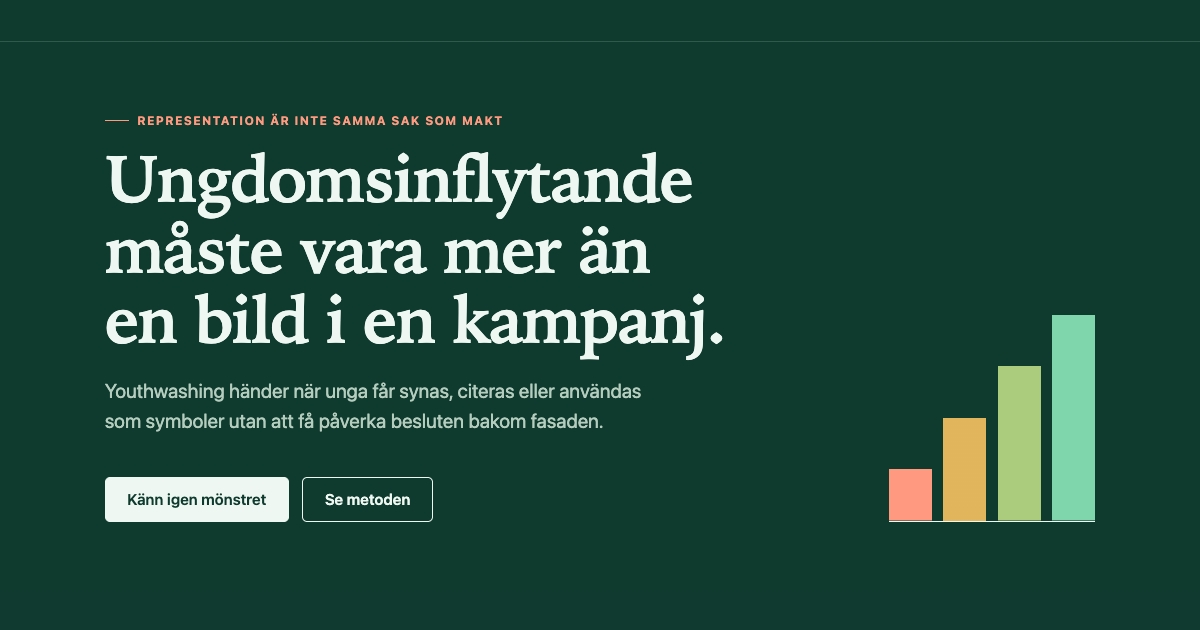 REPRESENTATION ÄR INTE SAMMA SAK SOM MAKT
Ungdomsinflytande
måste vara mer än
en bild i en kampanj.
Youthwashing händer när unga får synas, citeras eller användas
som symboler utan att få påverka besluten bakom fasaden.
Känn igen mönstret
Se metoden